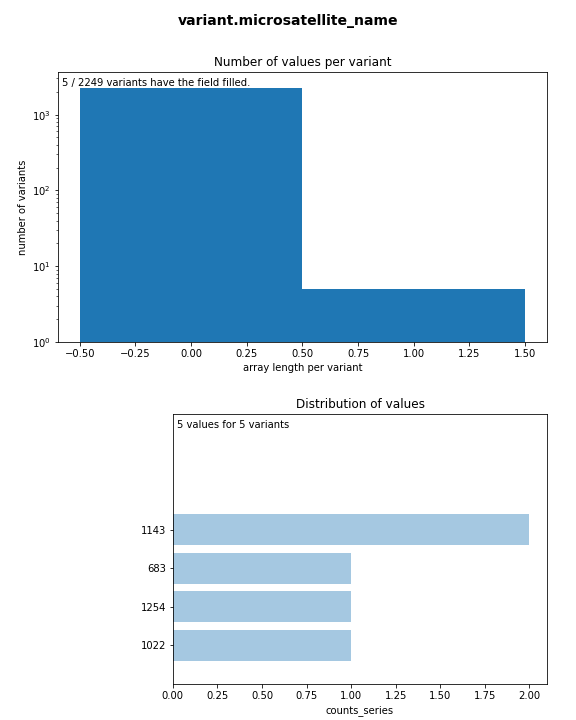 variant.microsatellite_name
Number of values per variant
5 / 2249 variants have the field filled.
number of variants
10³
10²
10¹
10⁰
−0.50 −0.25 0.00 0.25 0.50 0.75 1.00 1.25 1.50
array length per variant
Distribution of values
5 values for 5 variants
1143
683
1254
1022
0.00 0.25 0.50 0.75 1.00 1.25 1.50 1.75 2.00
counts_series